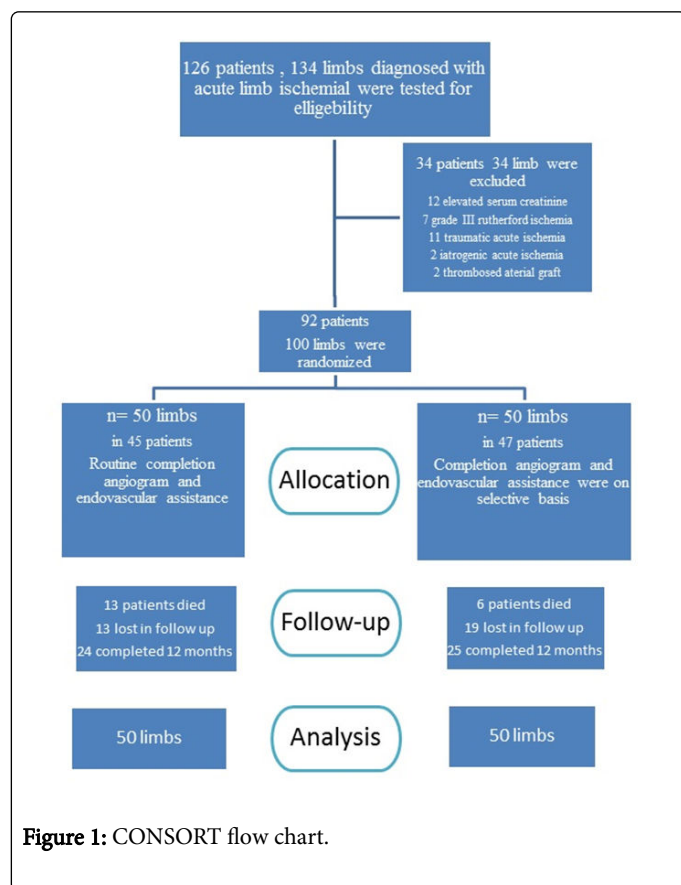 126 patients , 134 limbs diagnosed with
acute limb ischemial were tested for
elligebility
34 patients 34 limb were
excluded
12 elevated serum creatinine
7 grade III rutherford ischemia
11 traumatic acute ischemia
2 iatrogenic acute ischemia
2 thrombosed aterial graft
92 patients
100 limbs were
randomized
n= 50 limbs
in 45 patients
Routine completion
angiogram and
endovascular assistance
Allocation
n= 50 limbs
in 47 patients
Completion angiogram and
endovascular assistance were on
selective basis
13 patients died
13 lost in follow up
24 completed 12 months
Follow-up
6 patients died
19 lost in follow up
25 completed 12 months
50 limbs
Analysis
50 limbs
Figure 1: CONSORT flow chart.